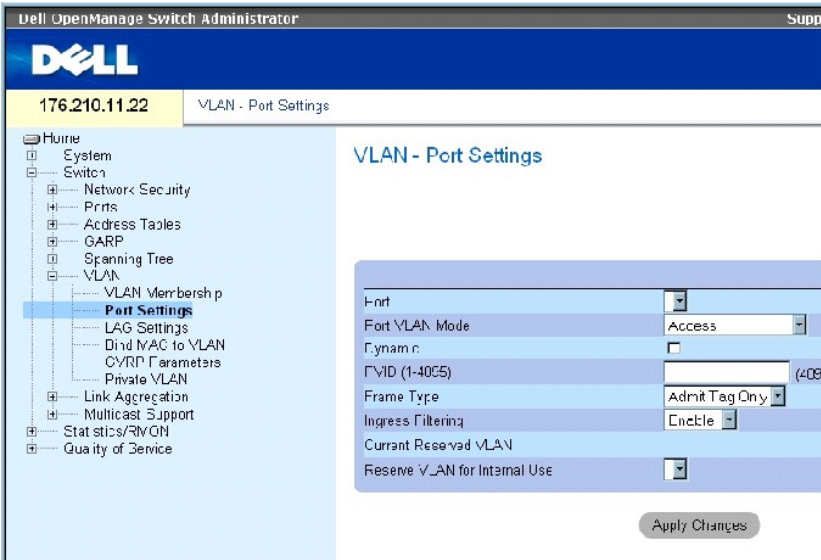 Dell OpenManage Switch Administrator Supp
DELL
176.210.11.22 VLAN - Port Settings
Home
System
Switch
Network Security
Ports
Address Tables
GARP
Spanning Tree
VLAN
VLAN Membership
Port Settings
LAG Settings
Bind MAC to VLAN
GVRP Parameters
Private VLAN
Link Aggregation
Multicast Support
Statistics/RMON
Quality of Service
VLAN - Port Settings
Port
Port VLAN Mode Access
Dynamic
PVID (1-4095) (409
Frame Type Admit Tag Only
Ingress Filtering Enable
Current Reserved VLAN
Reserve VLAN for Internal Use
Apply Changes